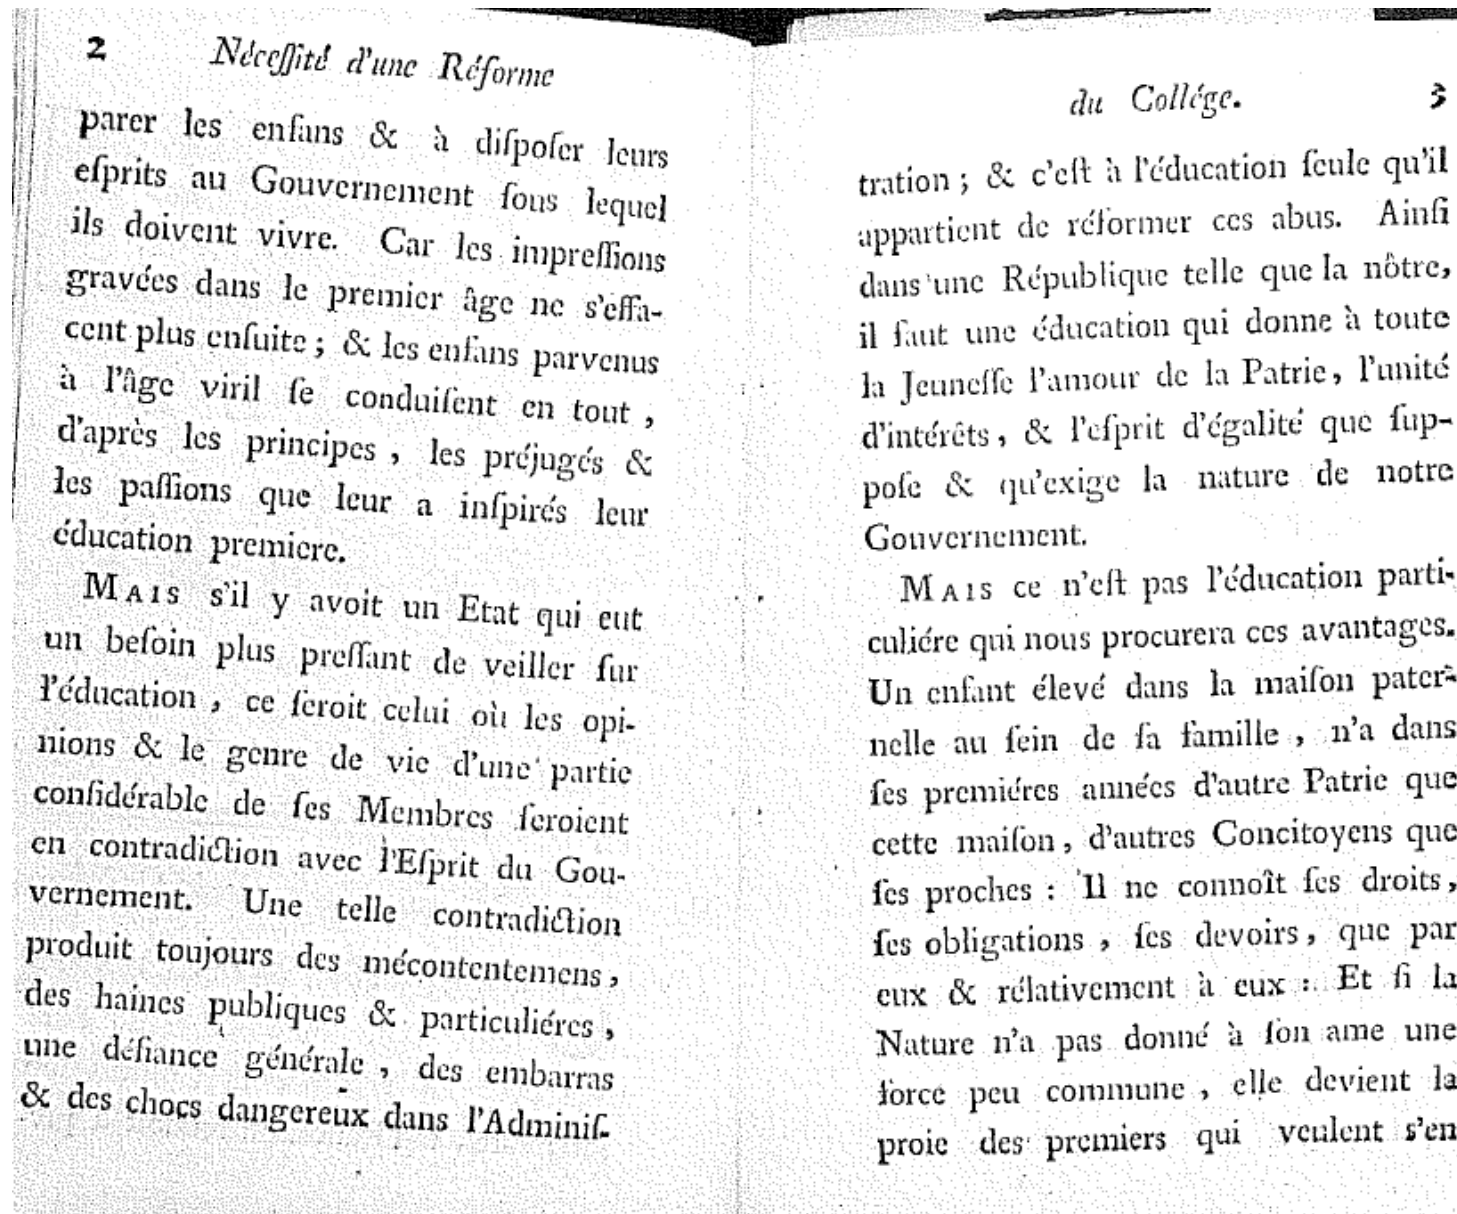 2 Néceſſité d'une Réforme
parer les enfans & à diſpoſer leurs
eſprits au Gouvernement ſous lequel
ils doivent vivre. Car les impreſſions
gravées dans le premier âge ne s'effa-
cent plus enſuite ; & les enfans parvenus
à l'âge viril ſe conduiſent en tout ,
d'après les principes , les préjugés &
les paſſions que leur a inſpirés leur
éducation premiere.
MAIS s'il y avoit un Etat qui eut
un beſoin plus preſſant de veiller ſur
l'éducation , ce ſeroit celui où les opi-
nions & le genre de vie d'une partie
conſidérable de ſes Membres ſeroient
en contradiction avec l'Eſprit du Gou-
vernement. Une telle contradiction
produit toujours des mécontentemens ,
des haines publiques & particuliéres ,
une défiance générale , des embarras
& des chocs dangereux dans l'Adminiſ-
du Collége. 3
tration ; & c'eſt à l'éducation ſeule qu'il
appartient de réformer ces abus. Ainſi
dans une République telle que la nôtre,
il faut une éducation qui donne à toute
la Jeuneſſe l'amour de la Patrie , l'unité
d'intérêts , & l'eſprit d'égalité que ſup-
poſe & qu'exige la nature de notre
Gouvernement.
MAIS ce n'eſt pas l'éducation parti-
culiére qui nous procurera ces avantages.
Un enfant élevé dans la maiſon pater-
nelle au ſein de ſa famille , n'a dans
ſes premiéres années d'autre Patrie que
cette maiſon , d'autres Concitoyens que
ſes proches : Il ne connoît ſes droits ,
ſes obligations , ſes devoirs , que par
eux & rélativement à eux : Et ſi la
Nature n'a pas donné à ſon ame une
force peu commune , elle devient la
proie des premiers qui veulent s'en